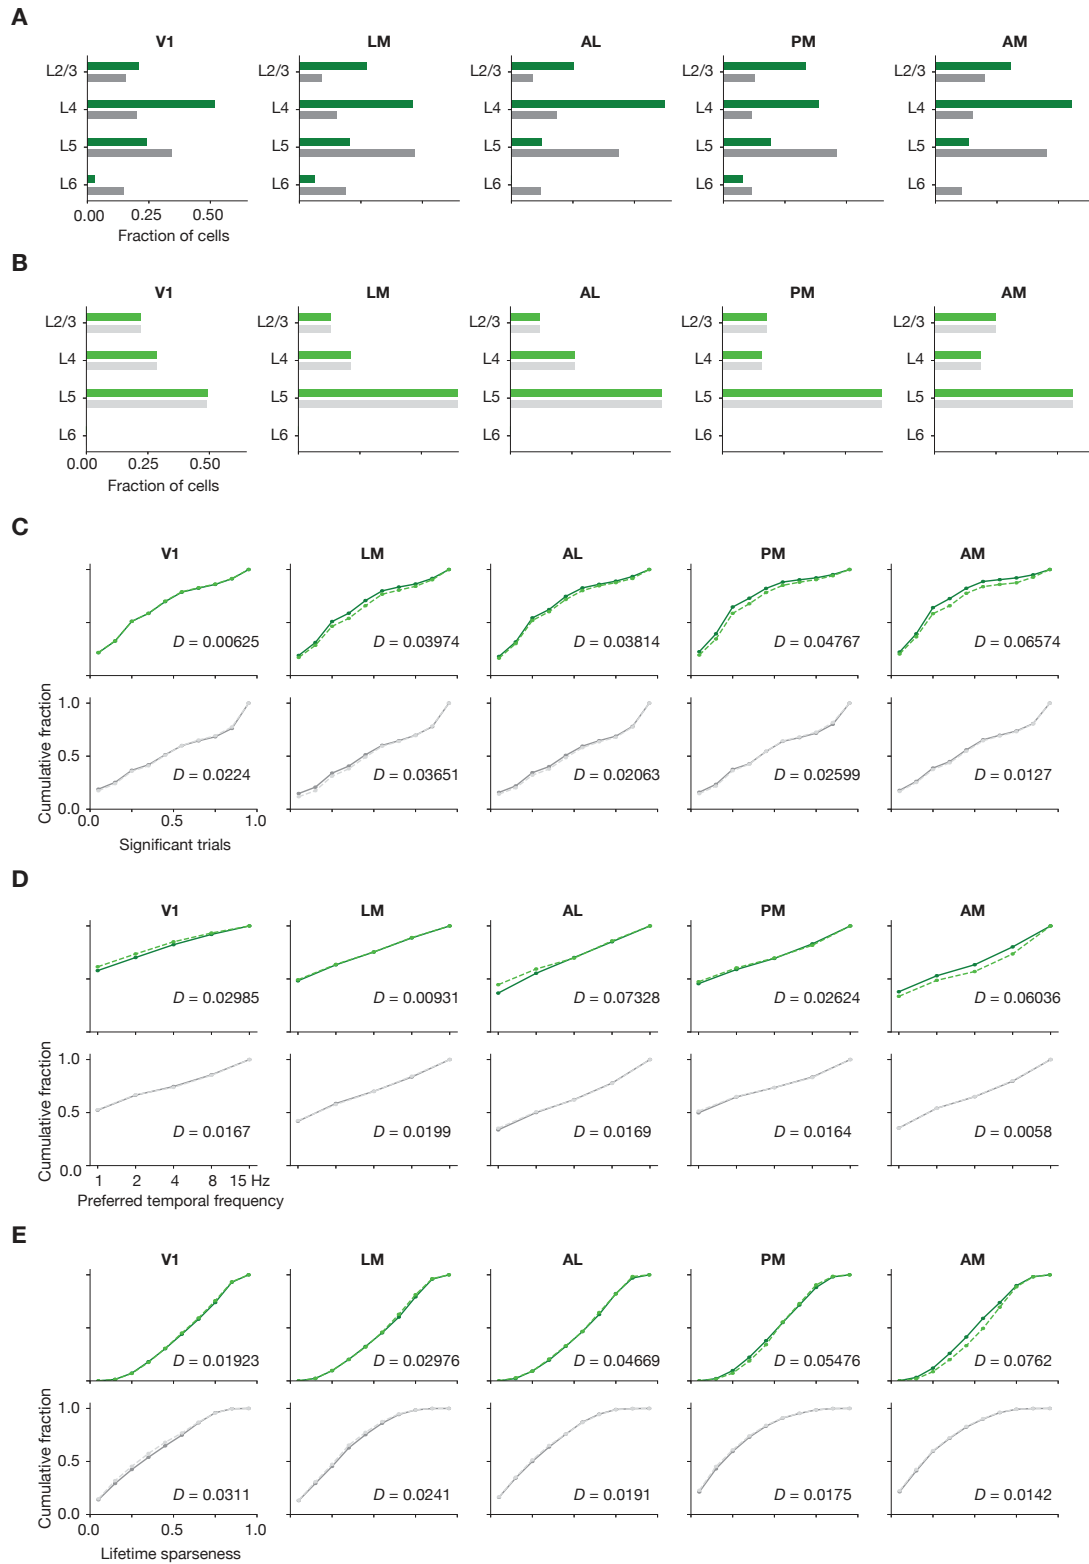 A
V1 LM AL PM AM
L2/3 L2/3 L2/3 L2/3 L2/3
L4 L4 L4 L4 L4
L5 L5 L5 L5 L5
L6 L6 L6 L6 L6
0.00 0.25 0.50
Fraction of cells
B
V1 LM AL PM AM
L2/3 L2/3 L2/3 L2/3 L2/3
L4 L4 L4 L4 L4
L5 L5 L5 L5 L5
L6 L6 L6 L6 L6
0.00 0.25 0.50
Fraction of cells
C
V1 LM AL PM AM
D = 0.00625 D = 0.03974 D = 0.03814 D = 0.04767 D = 0.06574
Cumulative fraction
1.0
0.5
D = 0.0224 D = 0.03651 D = 0.02063 D = 0.02599 D = 0.0127
0.0
0.0 0.5 1.0
Significant trials
D
V1 LM AL PM AM
D = 0.02985 D = 0.00931 D = 0.07328 D = 0.02624 D = 0.06036
Cumulative fraction
1.0
0.5
D = 0.0167 D = 0.0199 D = 0.0169 D = 0.0164 D = 0.0058
0.0
1 2 4 8 15 Hz
Preferred temporal frequency
E
V1 LM AL PM AM
D = 0.01923 D = 0.02976 D = 0.04669 D = 0.05476 D = 0.0762
Cumulative fraction
1.0
0.5
D = 0.0311 D = 0.0241 D = 0.0191 D = 0.0175 D = 0.0142
0.0
0.0 0.5 1.0
Lifetime sparseness